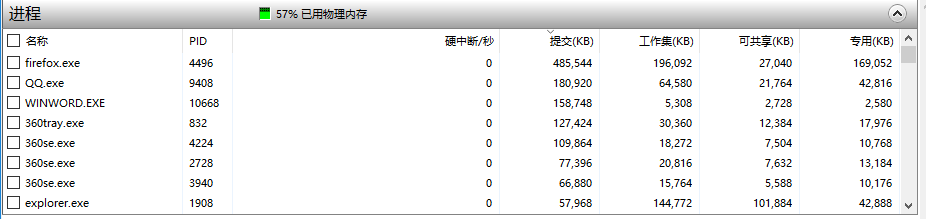 进程 57% 已用物理内存
名称 PID 硬中断/秒 提交(KB) 工作集(KB) 可共享(KB) 专用(KB)
firefox.exe 4496 0 485,544 196,092 27,040 169,052
QQ.exe 9408 0 180,920 64,580 21,764 42,816
WINWORD.EXE 10668 0 158,748 5,308 2,728 2,580
360tray.exe 832 0 127,424 30,360 12,384 17,976
360se.exe 4224 0 109,864 18,272 7,504 10,768
360se.exe 2728 0 77,396 20,816 7,632 13,184
360se.exe 3940 0 66,880 15,764 5,588 10,176
explorer.exe 1908 0 57,968 144,772 101,884 42,888